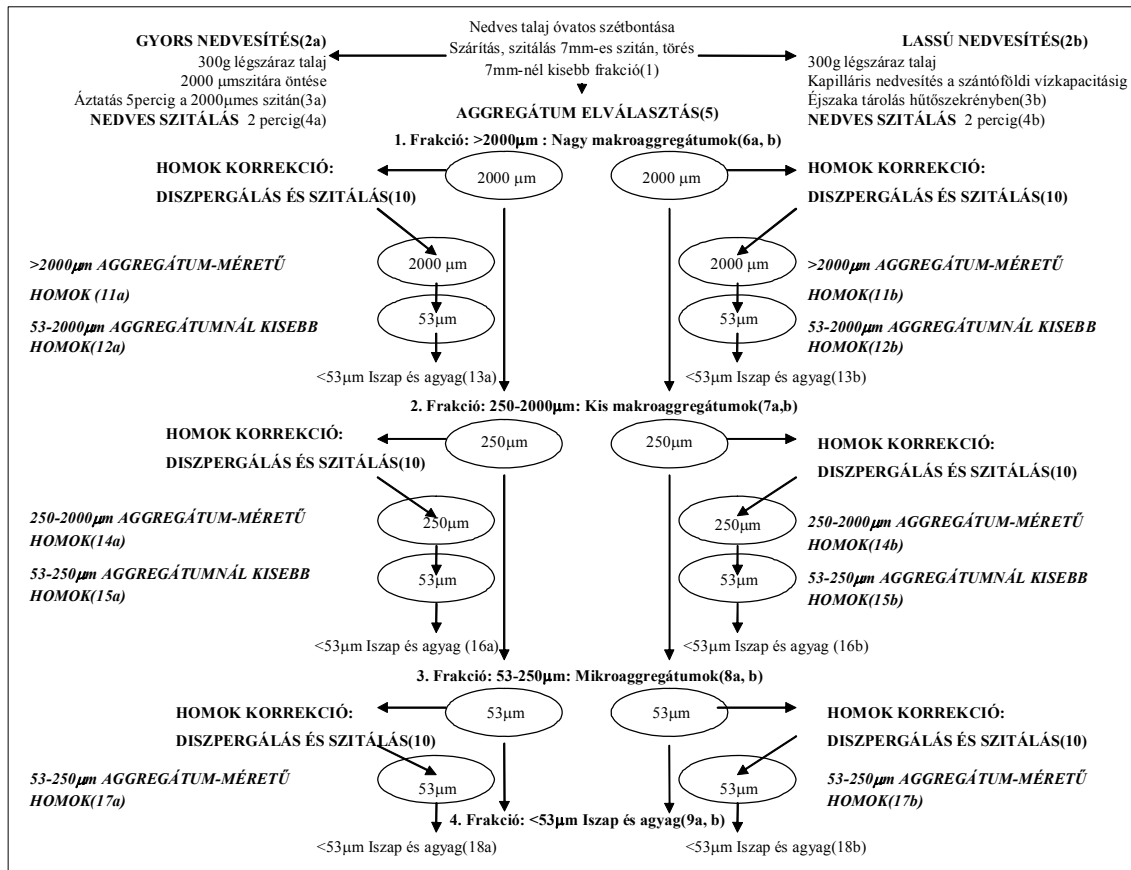 Nedves talaj óvatos szétbontása
Szárítás, szitálás 7mm-es szitán, törés
7mm-nél kisebb frakció(1)
GYORS NEDVESÍTÉS(2a)
300g légszáraz talaj
2000 µmszitára öntése
Áztatás 5percig a 2000µmes szitán(3a)
NEDVES SZITÁLÁS 2 percig(4a)
LASSÚ NEDVESÍTÉS(2b)
300g légszáraz talaj
Kapilláris nedvesítés a szántóföldi vízkapacitásig
Éjszaka tárolás hűtőszekrényben(3b)
NEDVES SZITÁLÁS 2 percig(4b)
AGGREGÁTUM ELVÁLASZTÁS(5)
1. Frakció: >2000µm : Nagy makroaggregátumok(6a, b)
HOMOK KORREKCIÓ:
DISZPERGÁLÁS ÉS SZITÁLÁS(10)
2000 µm
2000 µm
HOMOK KORREKCIÓ:
DISZPERGÁLÁS ÉS SZITÁLÁS(10)
>2000µm AGGREGÁTUM-MÉRETŰ
HOMOK (11a)
2000 µm
2000 µm
>2000µm AGGREGÁTUM-MÉRETŰ
HOMOK(11b)
53-2000µm AGGREGÁTUMNÁL KISEBB
HOMOK(12a)
53µm
53µm
53-2000µm AGGREGÁTUMNÁL KISEBB
HOMOK(12b)
<53µm Iszap és agyag(13a)
<53µm Iszap és agyag(13b)
2. Frakció: 250-2000µm: Kis makroaggregátumok(7a,b)
HOMOK KORREKCIÓ:
DISZPERGÁLÁS ÉS SZITÁLÁS(10)
250µm
250µm
HOMOK KORREKCIÓ:
DISZPERGÁLÁS ÉS SZITÁLÁS(10)
250-2000µm AGGREGÁTUM-MÉRETŰ
HOMOK(14a)
250µm
250µm
250-2000µm AGGREGÁTUM-MÉRETŰ
HOMOK(14b)
53-250µm AGGREGÁTUMNÁL KISEBB
HOMOK(15a)
53µm
53µm
53-250µm AGGREGÁTUMNÁL KISEBB
HOMOK(15b)
<53µm Iszap és agyag (16a)
<53µm Iszap és agyag(16b)
3. Frakció: 53-250µm: Mikroaggregátumok(8a, b)
HOMOK KORREKCIÓ:
DISZPERGÁLÁS ÉS SZITÁLÁS(10)
53µm
53µm
HOMOK KORREKCIÓ:
DISZPERGÁLÁS ÉS SZITÁLÁS(10)
53-250µm AGGREGÁTUM-MÉRETŰ
HOMOK(17a)
53µm
53µm
53-250µm AGGREGÁTUM-MÉRETŰ
HOMOK(17b)
4. Frakció: <53µm Iszap és agyag(9a, b)
<53µm Iszap és agyag(18a)
<53µm Iszap és agyag(18b)